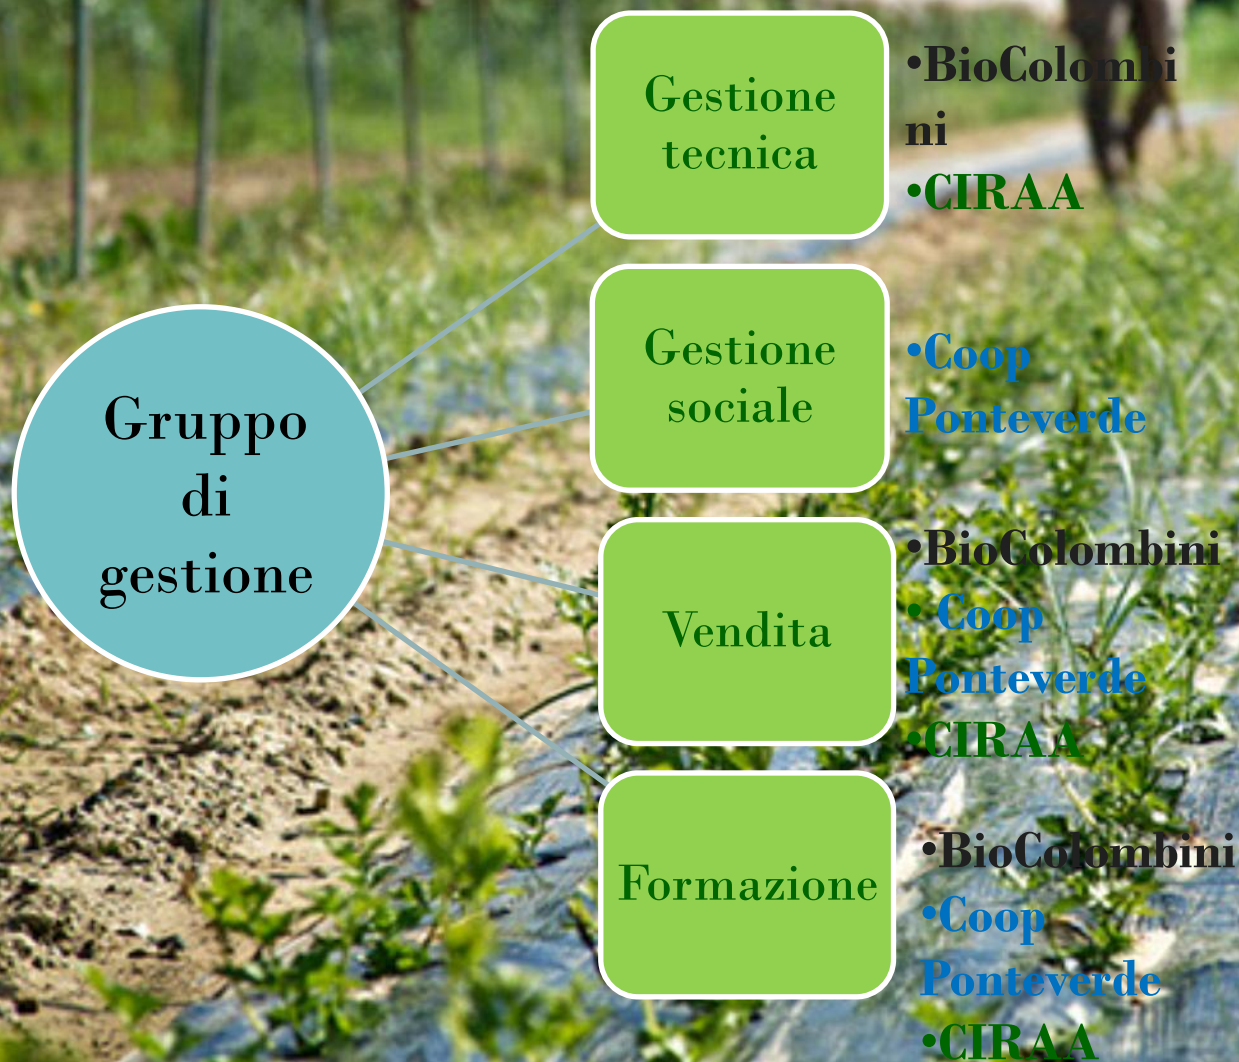 Gruppo
di
gestione
Gestione
tecnica
•BioColombi
ni
•CIRAA
Gestione
sociale
•Coop
Ponteverde
Vendita
•BioColombini
• Coop
Ponteverde
•CIRAA
Formazione
•BioColombini
•Coop
Ponteverde
•CIRAA